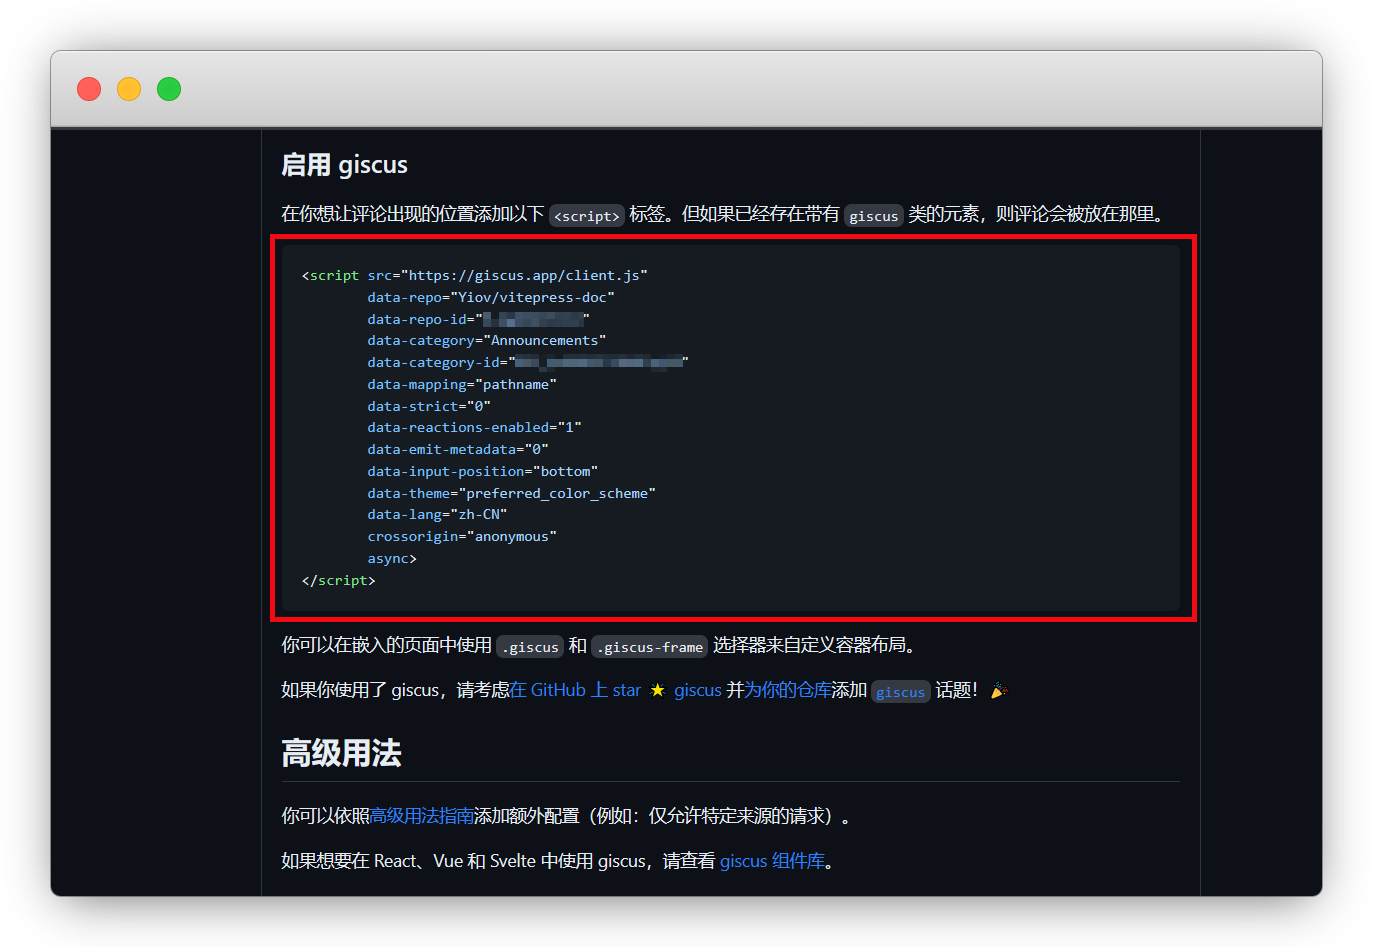 启用 giscus
在你想让评论出现的位置添加以下 <script> 标签。但如果已经存在带有 giscus 类的元素，则评论会被放在那里。
<script src="https://giscus.app/client.js"
data-repo="Yiov/vitepress-doc"
data-repo-id=""
data-category="Announcements"
data-category-id=""
data-mapping="pathname"
data-strict="0"
data-reactions-enabled="1"
data-emit-metadata="0"
data-input-position="bottom"
data-theme="preferred_color_scheme"
data-lang="zh-CN"
crossorigin="anonymous"
async>
</script>
你可以在嵌入的页面中使用 .giscus 和 .giscus-frame 选择器来自定义容器布局。
如果你使用了 giscus，请考虑在 GitHub 上 star ⭐ giscus 并为你的仓库添加 giscus 话题！🎉
高级用法
你可以依照高级用法指南添加额外配置（例如：仅允许特定来源的请求）。
如果想要在 React、Vue 和 Svelte 中使用 giscus，请查看 giscus 组件库。